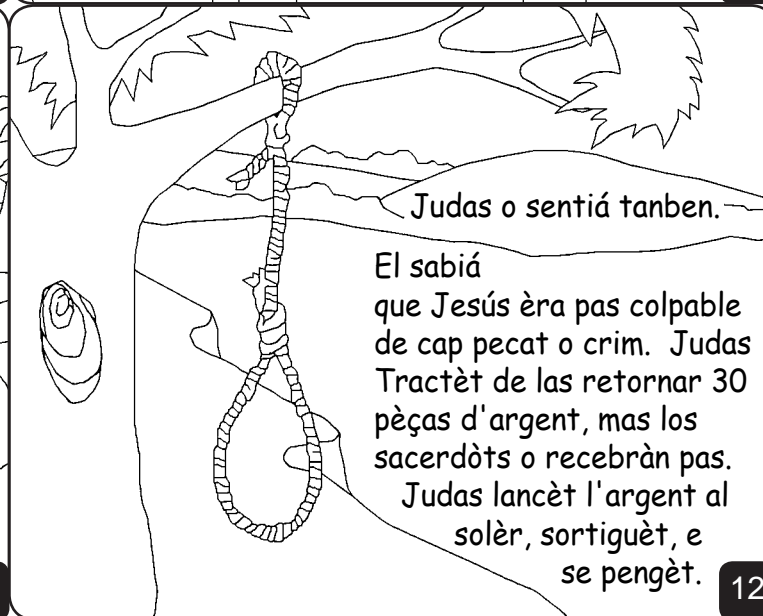 Judas o sentiá tanben.
El sabiá
que Jesús èra pas colpable
de cap pecat o crim. Judas
Tractèt de las retornar 30
pèças d'argent, mas los
sacerdòts o recebràn pas.
Judas lancèt l'argent al
solèr, sortiguèt, e
se pengèt.
12